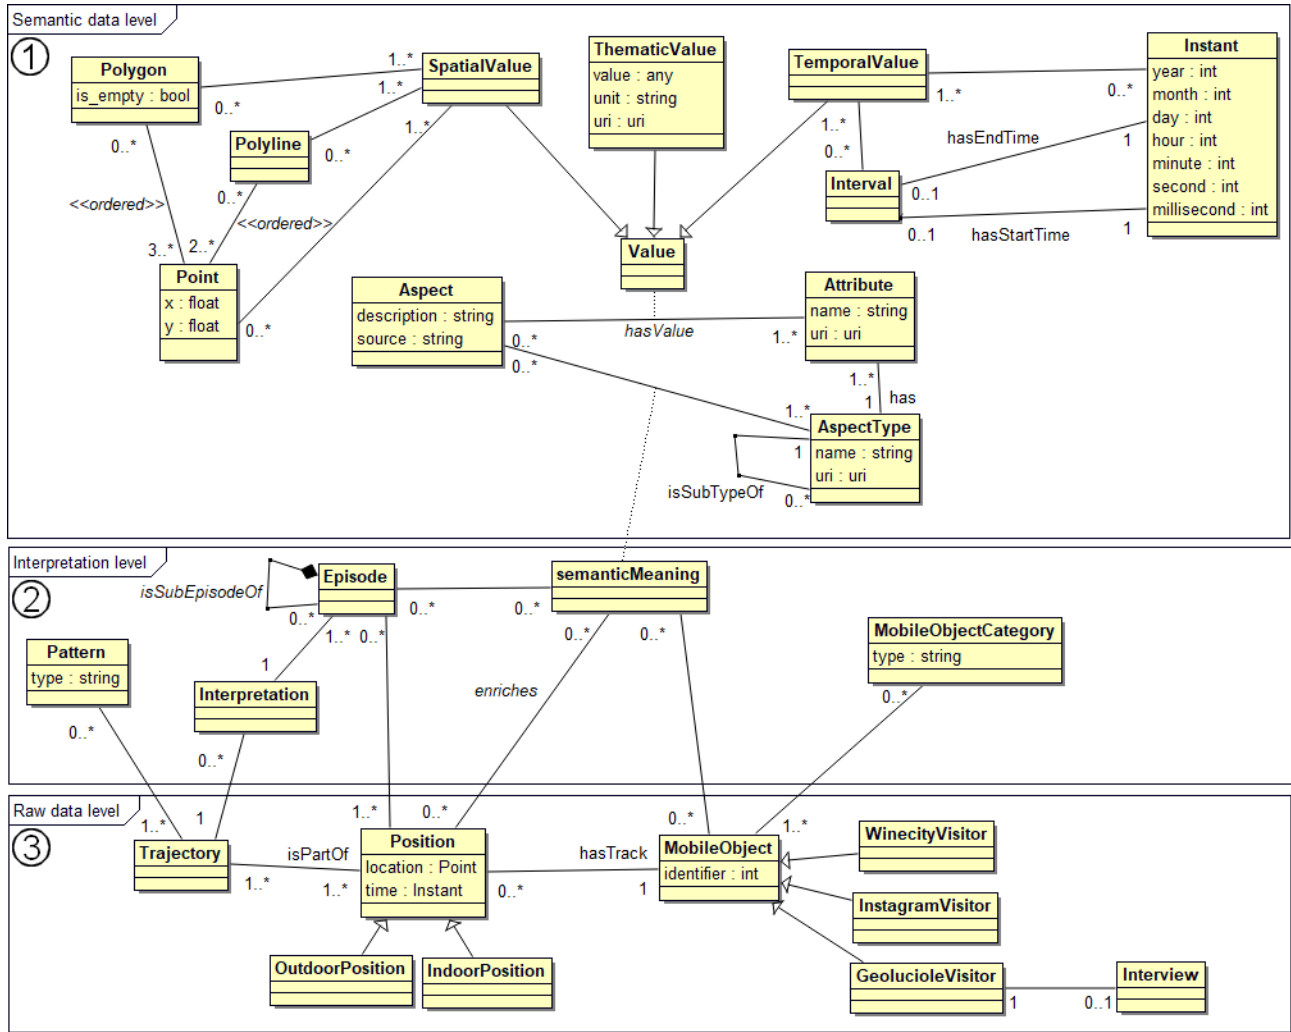 Semantic data level
1
Polygon
is_empty : bool
1..*
0..*
SpatialValue
1..*
1..*
ThematicValue
value : any
unit : string
uri : uri
TemporalValue
1..*
0..*
Instant
year : int
month : int
day : int
hour : int
minute : int
second : int
millisecond : int
0..*
Polyline
0..*
1..*
0..*
hasEndTime
1
Interval
0..1
<<ordered>>
0..*
<<ordered>>
0..1
hasStartTime
1
3..*
2..*
Value
Point
x : float
y : float
0..*
Aspect
description : string
source : string
hasValue
0..*
0..*
Attribute
name : string
uri : uri
1..*
1..*
1
has
1..*
AspectType
name : string
uri : uri
1
isSubTypeOf
0..*
Interpretation level
2
isSubEpisodeOf
Episode
0..*
1..*
0..*
0..*
0..*
semanticMeaning
0..*
0..*
MobileObjectCategory
type : string
0..*
Pattern
type : string
0..*
1
Interpretation
0..*
enriches
Raw data level
3
1..*
1
Trajectory
1..*
isPartOf
1..*
1..*
0..*
Position
location : Point
time : Instant
0..*
hasTrack
1
0..*
MobileObject
identifier : int
1..*
WinecityVisitor
InstagramVisitor
OutdoorPosition
IndoorPosition
GeolucioleVisitor
1
0..1
Interview